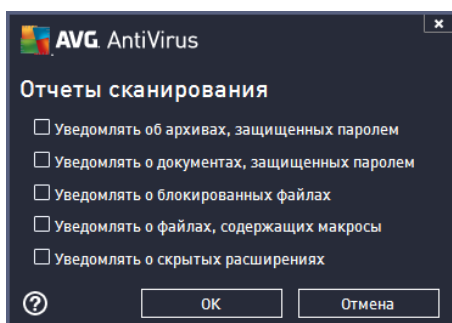 AVG. AntiVirus
Отчеты сканирования
Уведомлять об архивах, защищенных паролем
Уведомлять о документах, защищенных паролем
Уведомлять о блокированных файлах
Уведомлять о файлах, содержащих макросы
Уведомлять о скрытых расширениях
? OK Отмена